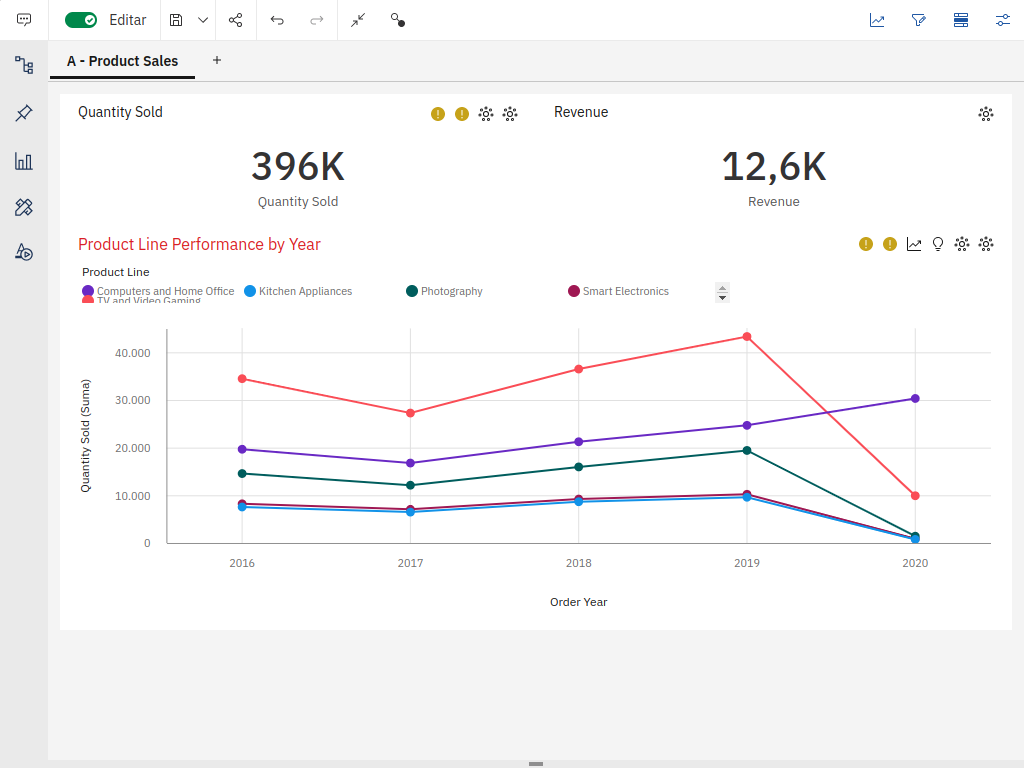 Editar
A - Product Sales
Quantity Sold
Revenue
396K
Quantity Sold
12,6K
Revenue
Product Line Performance by Year
Product Line
Computers and Home Office
Kitchen Appliances
Photography
Smart Electronics
TV and Video Gaming
Quantity Sold (Suma)
40.000
30.000
20.000
10.000
0
2016
2017
2018
2019
2020
Order Year